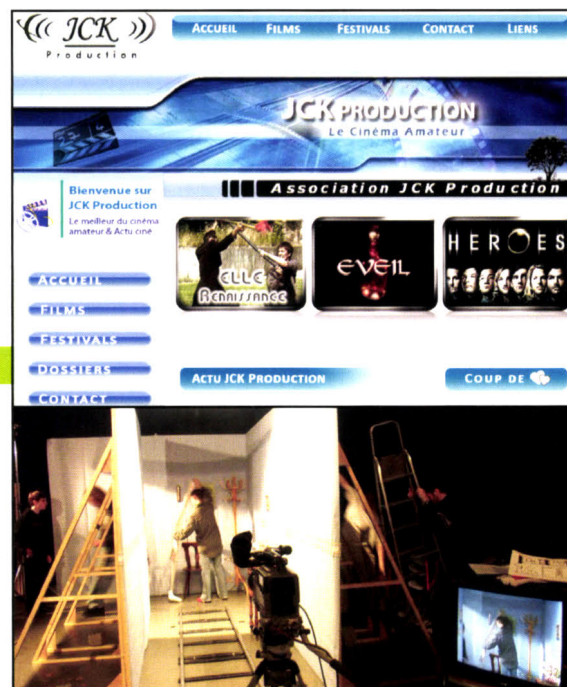 JCK
Production
ACCUEIL FILMS FESTIVALS CONTACT LIENS
JCK PRODUCTION
Le Cinéma Amateur
Bienvenue sur
JCK Production
Le meilleur du cinéma
amateur & Actu ciné
Association JCK Production
ELLE
RENAISSANCE
EVEIL
HEROES
ACCUEIL
FILMS
FESTIVALS
DOSSIERS
CONTACT
ACTU JCK PRODUCTION
COUP DE